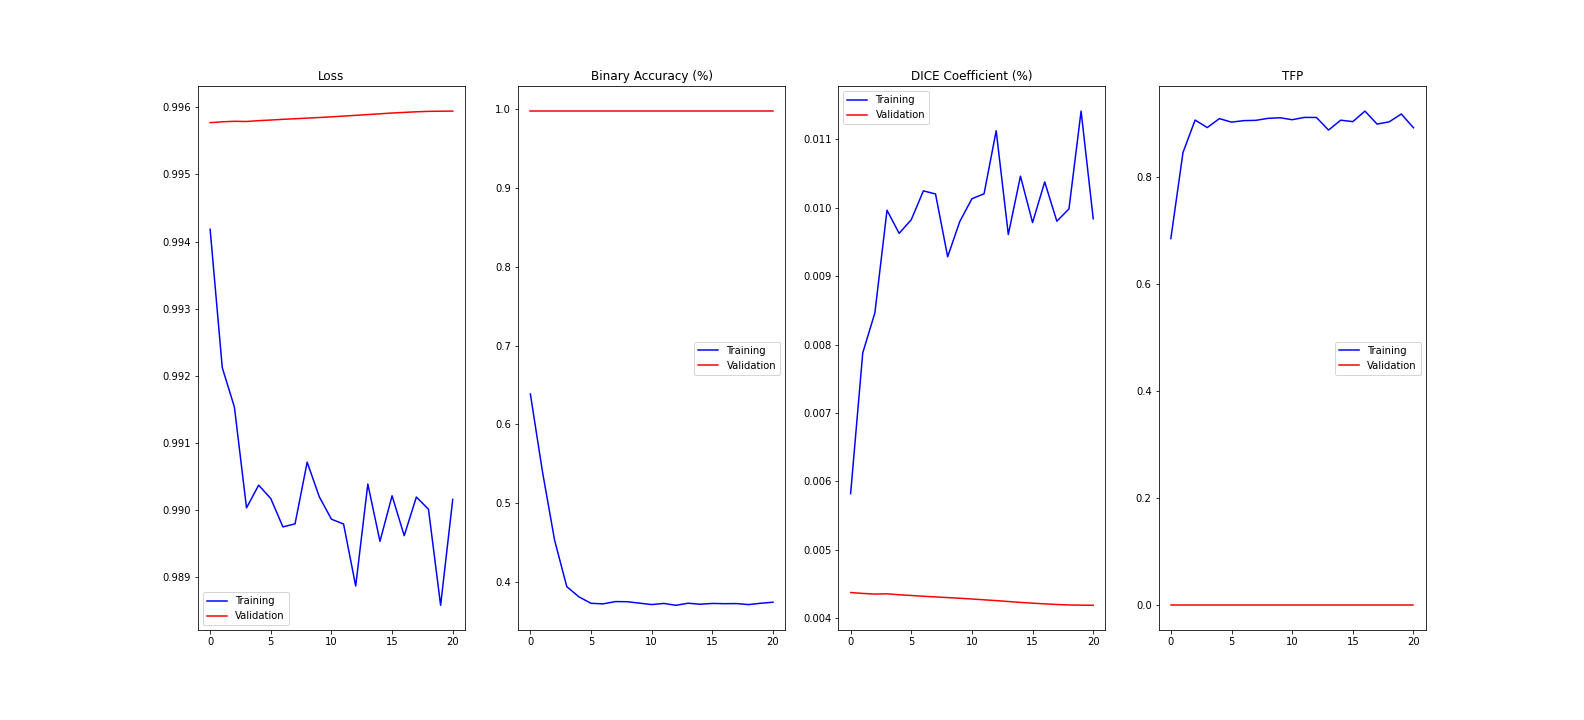 Loss
0.996
0.995
0.994
0.993
0.992
0.991
0.990
0.989
Training
Validation
0 5 10 15 20
Binary Accuracy (%)
1.0
0.9
0.8
0.7
0.6
0.5
0.4
Training
Validation
0 5 10 15 20
DICE Coefficient (%)
Training
Validation
0.011
0.010
0.009
0.008
0.007
0.006
0.005
0.004
0 5 10 15 20
TFP
0.8
0.6
0.4
0.2
0.0
Training
Validation
0 5 10 15 20